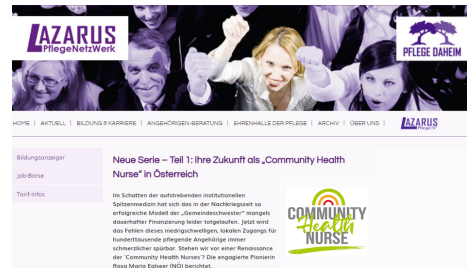 LAZARUS
PflegeNetzWerk
PFLEGE DAHEIM
HOME | AKTUELL | BILDUNG & KARRIERE | ANGEHÖRIGEN-BERATUNG | EHRENHALLE DER PFLEGE | ARCHIV | ÜBER UNS |
LAZARUS
PflegeTV
Bildungsanzeiger
Job-Börse
Tarif-Infos
Neue Serie – Teil 1: Ihre Zukunft als „Community Health
Nurse“ in Österreich
Im Schatten der aufstrebenden institutionellen
Spitzenmedizin hat sich das in der Nachkriegszeit so
erfolgreiche Modell der „Gemeindeschwester“ mangels
dauerhafter Finanzierung leider totgelaufen. Jetzt wird
das Fehlen dieses niedrigschwelligen, lokalen Zugangs für
hunderttausende pflegende Angehörige immer
schmerzlicher spürbar. Stehen wir vor einer Renaissance
der ´Community Health Nurses´? Die engagierte Pionierin
Rosa Maria Eglseer (NÖ) berichtet.
COMMUNITY
HEALTH
NURSE